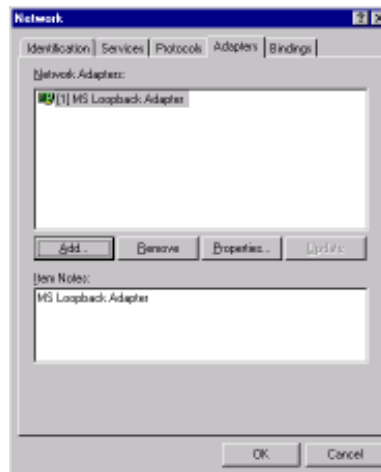 Network
Identification Services Protocols Adapters Bindings
Network Adapters:
[1] MS Loopback Adapter
Add... Remove Properties... Update
Item Notes:
MS Loopback Adapter
OK Cancel